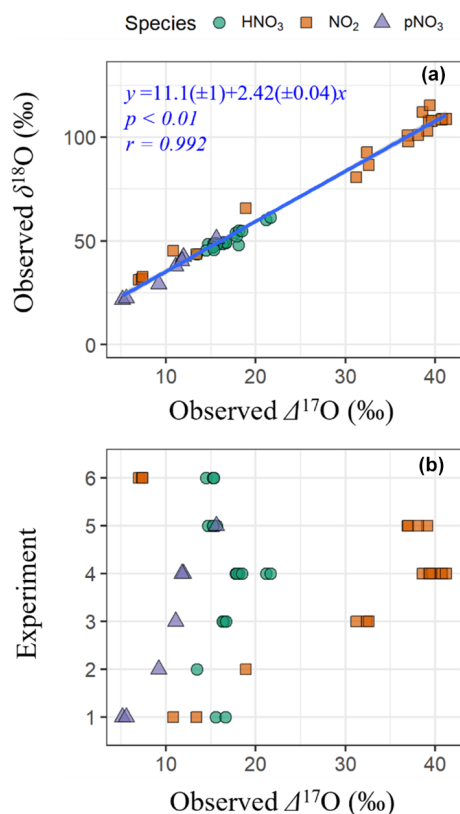 Species HNO₃ NO₂ pNO₃
(a)
y=11.1(±1)+2.42(±0.04)x
p < 0.01
r = 0.992
Observed δ¹⁸O (‰)
100
50
0
10 20 30 40
Observed Δ¹⁷O (‰)
(b)
Experiment
6
5
4
3
2
1
10 20 30 40
Observed Δ¹⁷O (‰)